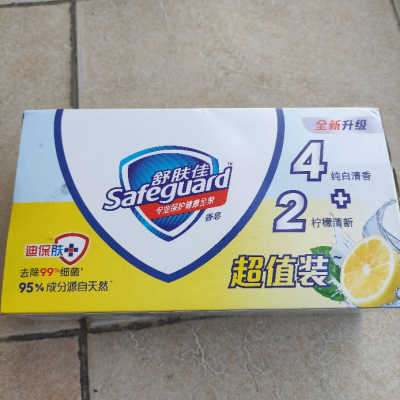 全新升级
舒肤佳
Safeguard™
专业保护健康全家
香皂
4 纯白清香
+
2 柠檬清新
迪保肤+
去除99%细菌*
95%成分源自天然*
超值装~